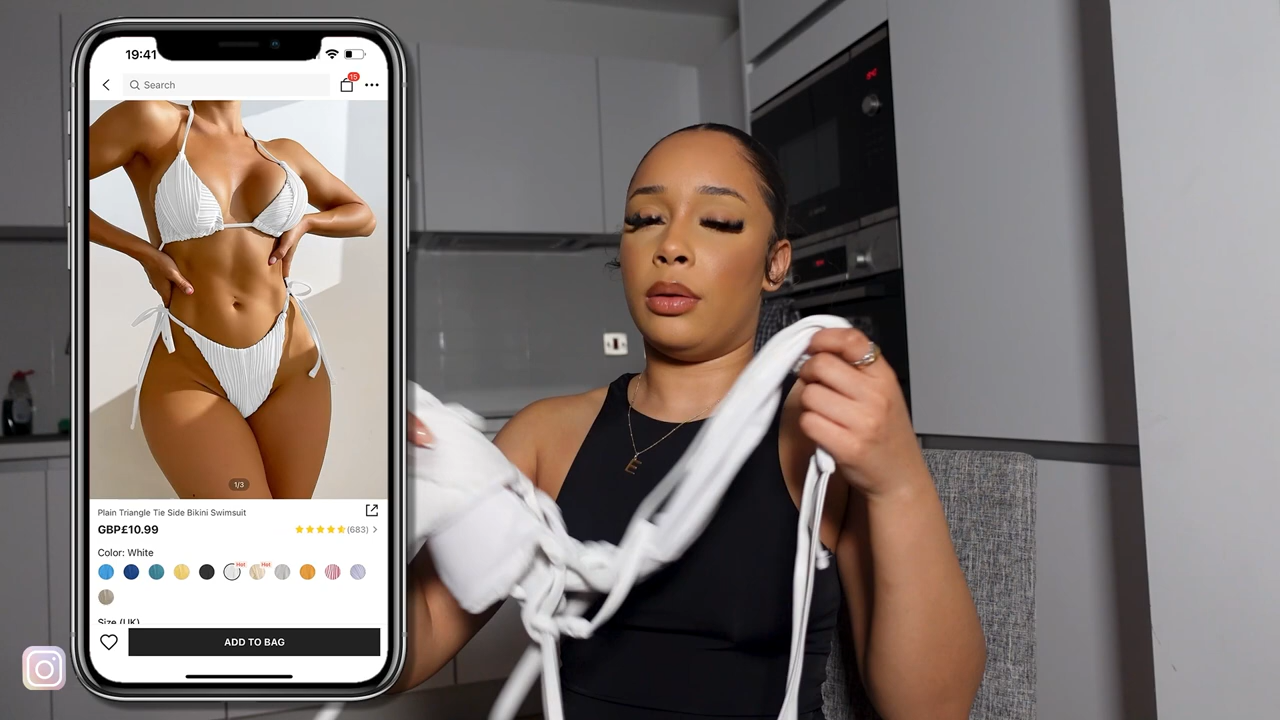 19:41
Search
15
1/3
Plain Triangle Tie Side Bikini Swimsuit
GBP£10.99
(683)
Color: White
Hot
Hot
Size (UK)
ADD TO BAG
E